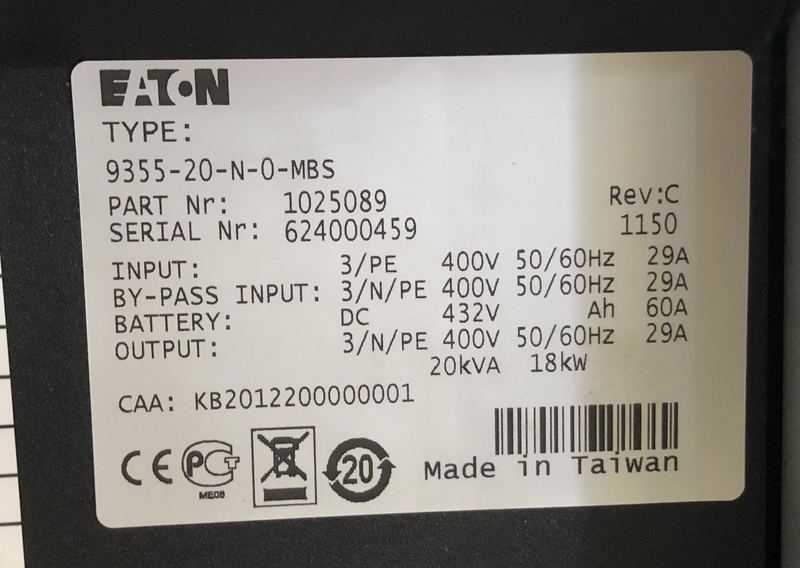 EATON
TYPE:
9355-20-N-0-MBS
PART Nr: 1025089 Rev:C
SERIAL Nr: 624000459 1150
INPUT: 3/PE 400V 50/60Hz 29A
BY-PASS INPUT: 3/N/PE 400V 50/60Hz 29A
BATTERY: DC 432V Ah 60A
OUTPUT: 3/N/PE 400V 50/60Hz 29A
20kVA 18kW
CAA: KB2012200000001
CE PCT 20 Made in Taiwan
ME06